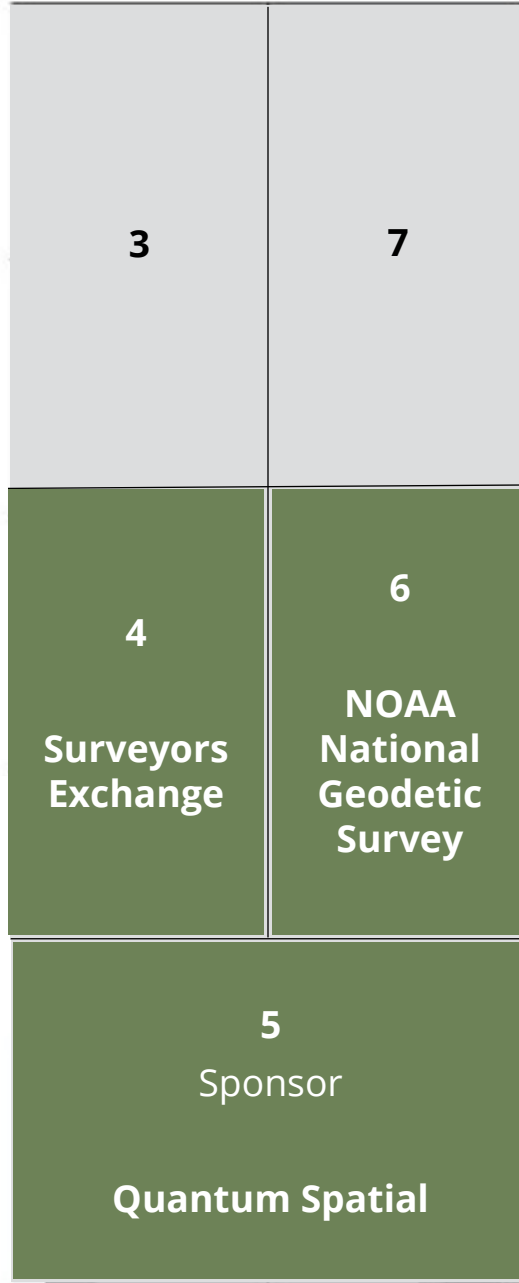 3
7
4
Surveyors
Exchange
6
NOAA
National
Geodetic
Survey
5
Sponsor
Quantum Spatial